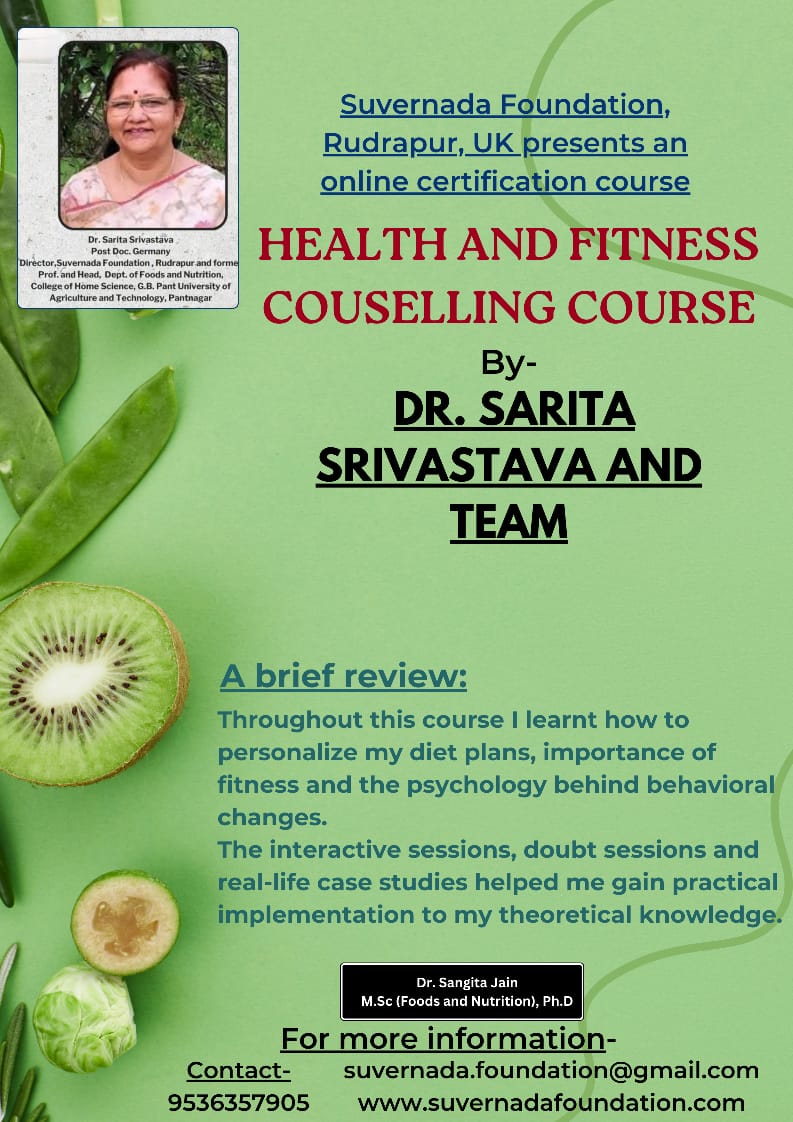 Suvernada Foundation,
Rudrapur, UK presents an
online certification course
Dr. Sarita Srivastava
Post Doc. Germany
Director,Suvernada Foundation , Rudrapur and forme
Prof. and Head, Dept. of Foods and Nutrition,
College of Home Science, G.B. Pant University of
Agriculture and Technology, Pantnagar
HEALTH AND FITNESS
COUSELLING COURSE
By-
DR. SARITA
SRIVASTAVA AND
TEAM
A brief review:
Throughout this course I learnt how to
personalize my diet plans, importance of
fitness and the psychology behind behavioral
changes.
The interactive sessions, doubt sessions and
real-life case studies helped me gain practical
implementation to my theoretical knowledge.
Dr. Sangita Jain
M.Sc (Foods and Nutrition), Ph.D
For more information-
Contact-
9536357905
suvernada.foundation@gmail.com
www.suvernadafoundation.com